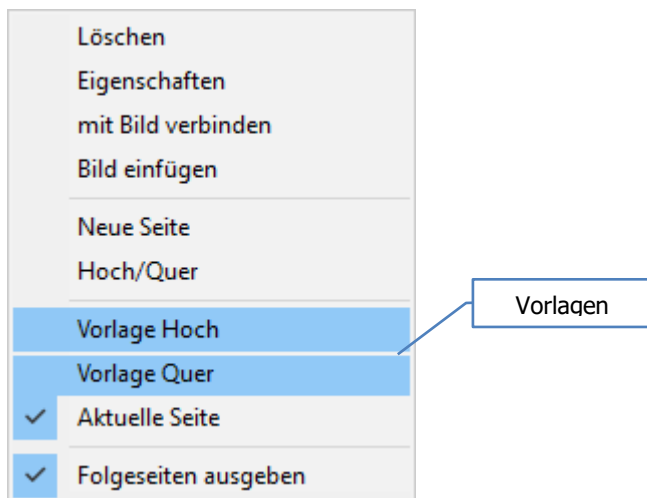 Löschen
Eigenschaften
mit Bild verbinden
Bild einfügen
Neue Seite
Hoch/Quer
Vorlage Hoch
Vorlagen
Vorlage Quer
Aktuelle Seite
Folgeseiten ausgeben